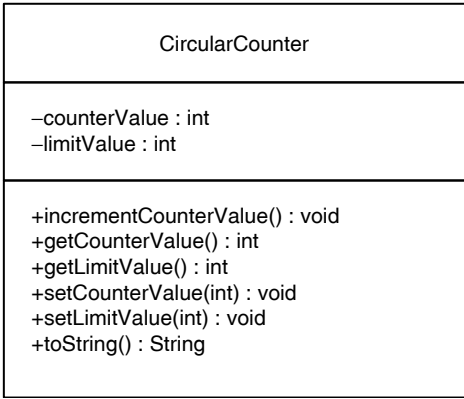 CircularCounter
–counterValue : int
–limitValue : int
+incrementCounterValue() : void
+getCounterValue() : int
+getLimitValue() : int
+setCounterValue(int) : void
+setLimitValue(int) : void
+toString() : String